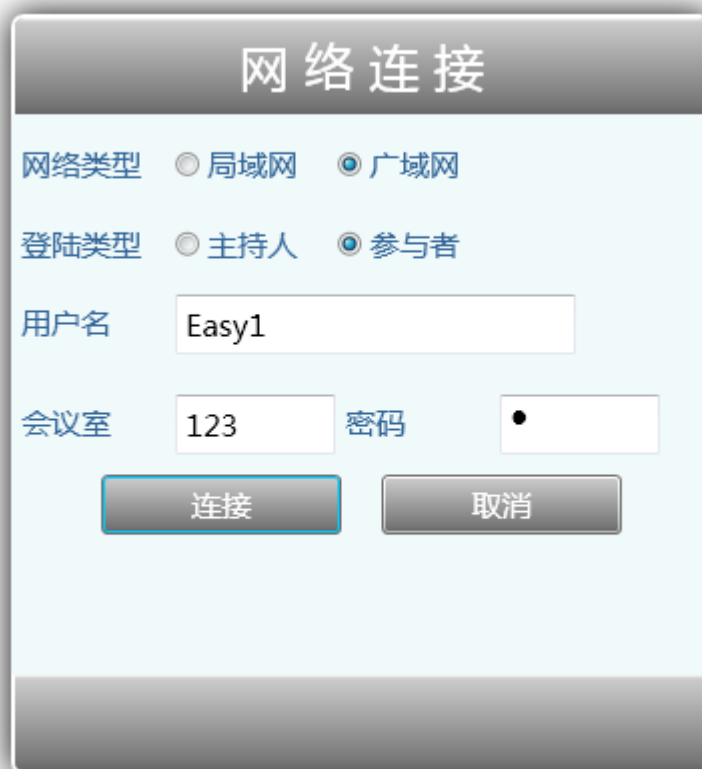 网络连接
网络类型 局域网 广域网
登陆类型 主持人 参与者
用户名 Easy1
会议室 123 密码 •
连接 取消